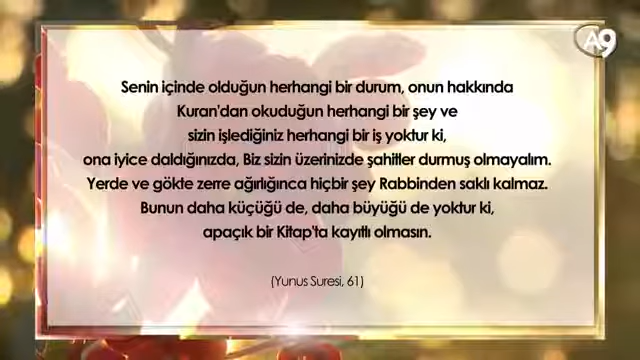 A9
Senin içinde olduğun herhangi bir durum, onun hakkında
Kuran'dan okuduğun herhangi bir şey ve
sizin işlediğiniz herhangi bir iş yoktur ki,
ona iyice daldığınızda, Biz sizin üzerinizde şahitler durmuş olmayalım.
Yerde ve gökte zerre ağırlığınca hiçbir şey Rabbinden saklı kalmaz.
Bunun daha küçüğü de, daha büyüğü de yoktur ki,
apaçık bir Kitap'ta kayıtlı olmasın.
(Yunus Suresi, 61)